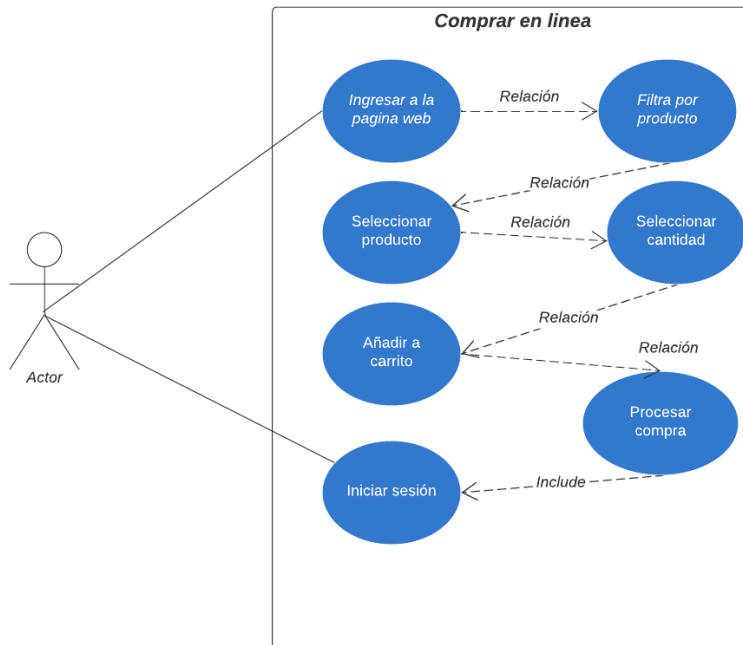 Comprar en linea
Ingresar a la
pagina web
Relación
Filtra por
producto
Relación
Seleccionar
producto
Relación
Seleccionar
cantidad
Relación
Añadir a
carrito
Relación
Actor
Procesar
compra
Iniciar sesión
Include